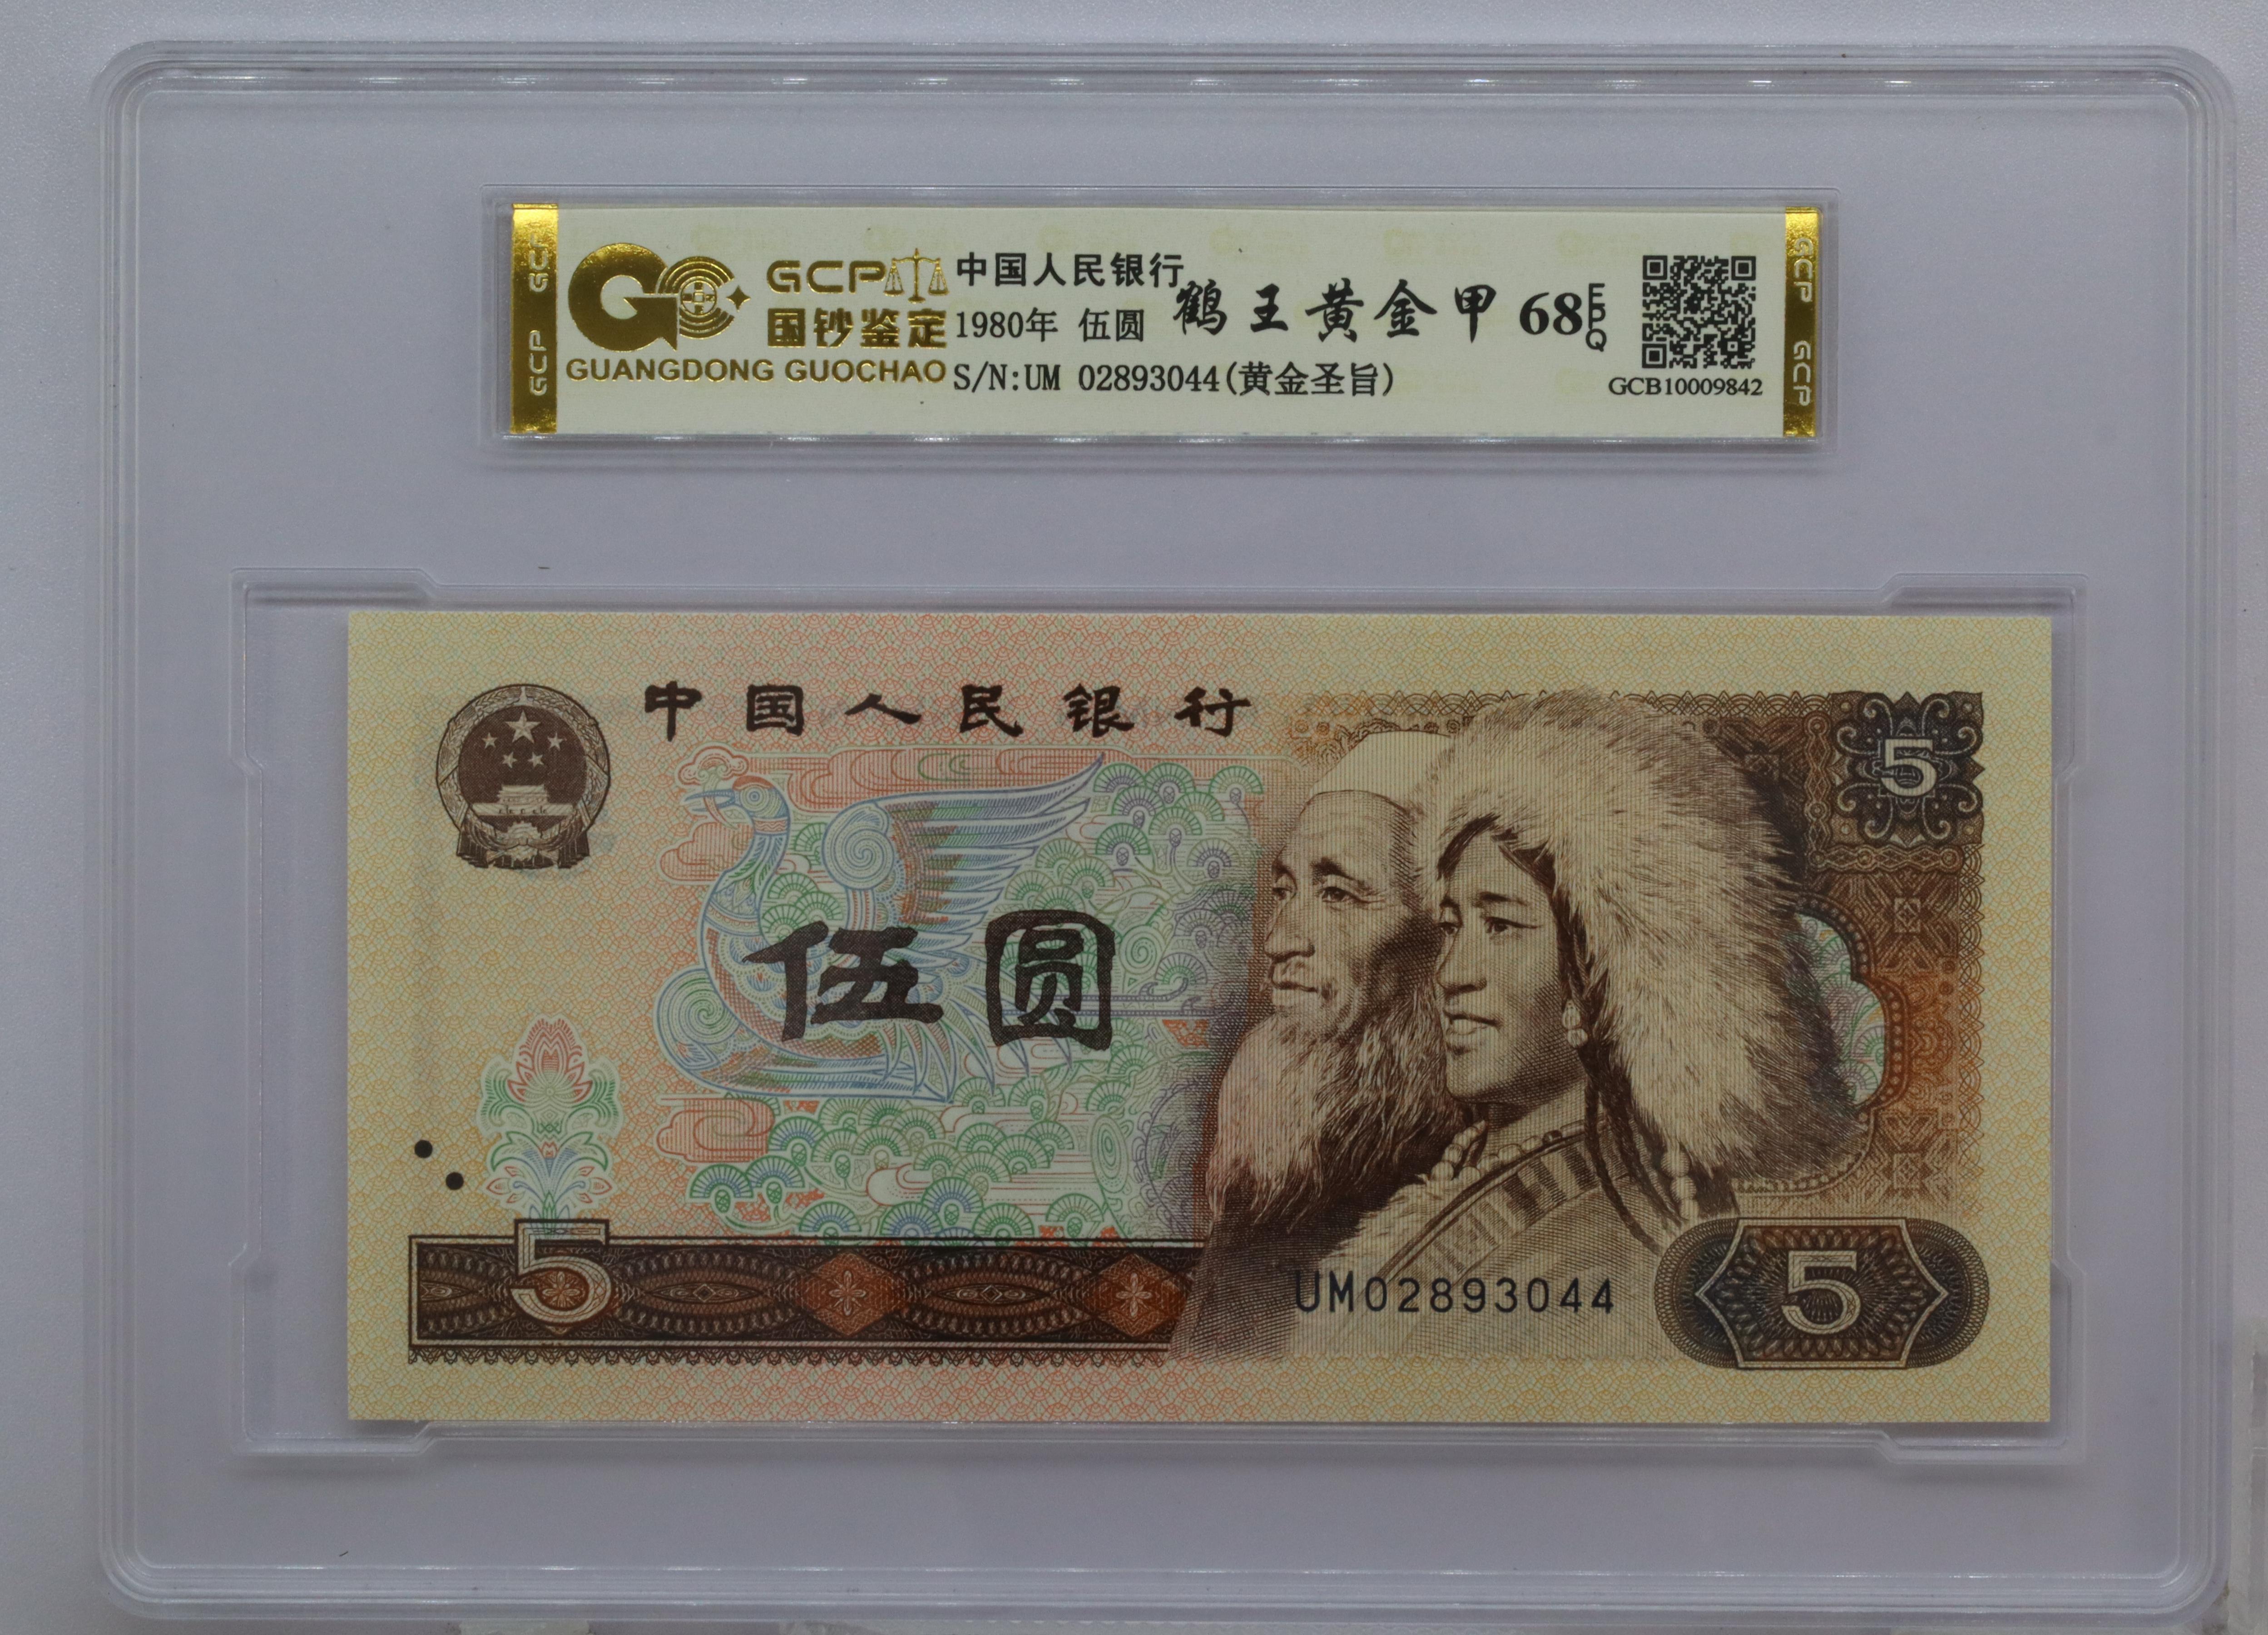 GCP
国钞鉴定
GUANGDONG GUOCHAO
中国人民银行
1980年 伍圆
S/N:UM 02893044(黄金圣旨)
鹤王黄金甲 68 EPQ
GCB10009842
GCP GCP
GCP GCP
中国人民银行
5
伍圆
5
UM02893044
5